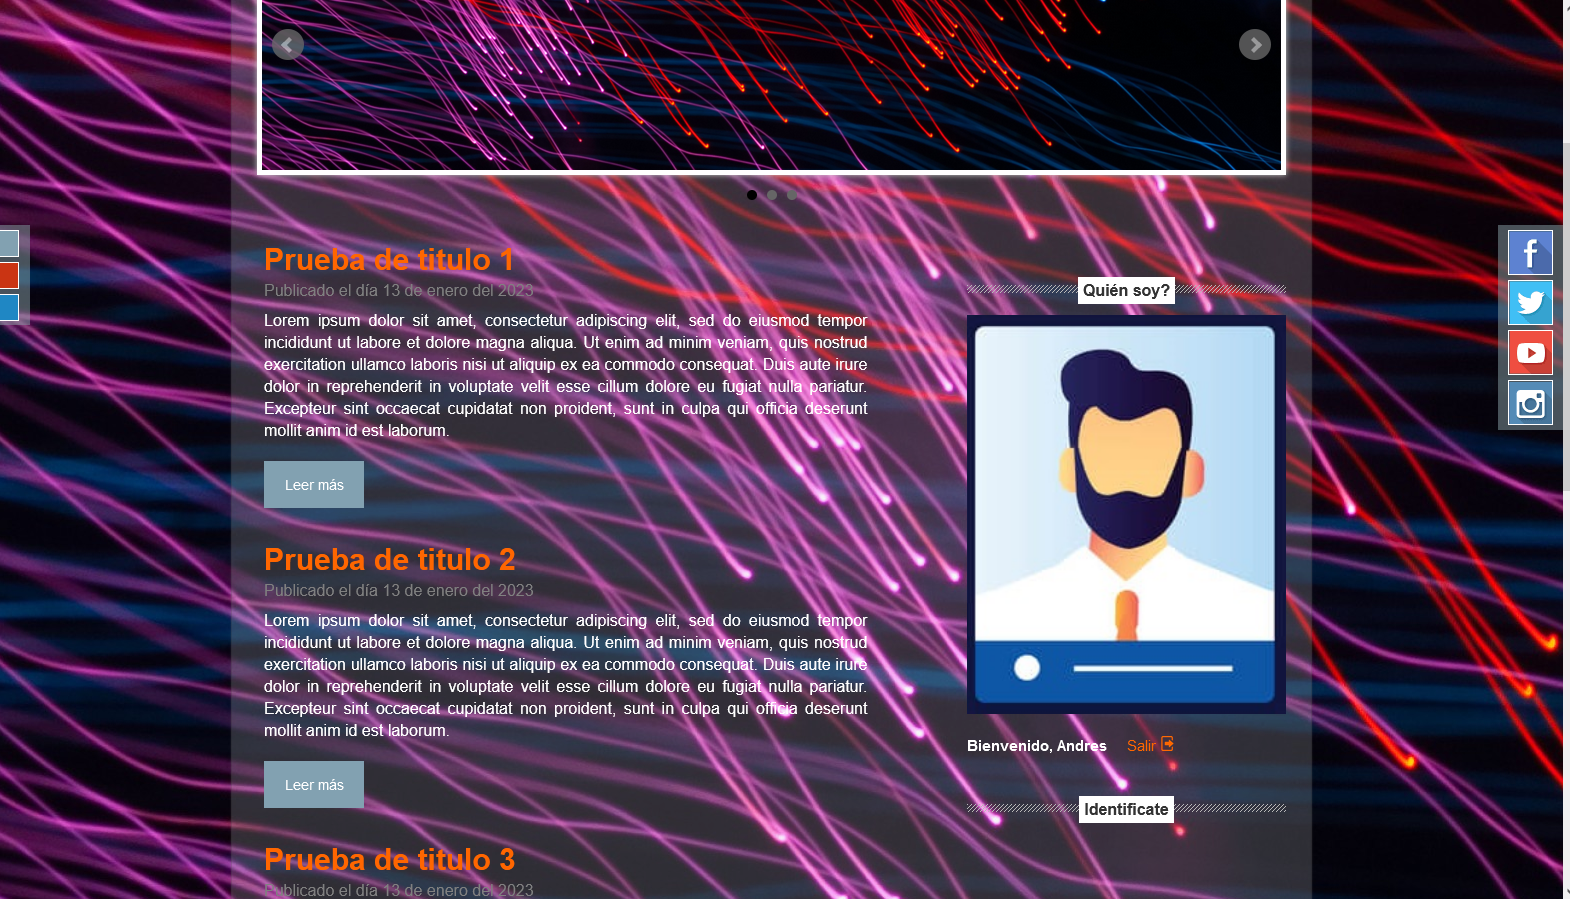 Prueba de titulo 1
Publicado el día 13 de enero del 2023
Lorem ipsum dolor sit amet, consectetur adipiscing elit, sed do eiusmod tempor
incididunt ut labore et dolore magna aliqua. Ut enim ad minim veniam, quis nostrud
exercitation ullamco laboris nisi ut aliquip ex ea commodo consequat. Duis aute irure
dolor in reprehenderit in voluptate velit esse cillum dolore eu fugiat nulla pariatur.
Excepteur sint occaecat cupidatat non proident, sunt in culpa qui officia deserunt
mollit anim id est laborum.
Leer más
Prueba de titulo 2
Publicado el día 13 de enero del 2023
Lorem ipsum dolor sit amet, consectetur adipiscing elit, sed do eiusmod tempor
incididunt ut labore et dolore magna aliqua. Ut enim ad minim veniam, quis nostrud
exercitation ullamco laboris nisi ut aliquip ex ea commodo consequat. Duis aute irure
dolor in reprehenderit in voluptate velit esse cillum dolore eu fugiat nulla pariatur.
Excepteur sint occaecat cupidatat non proident, sunt in culpa qui officia deserunt
mollit anim id est laborum.
Leer más
Prueba de titulo 3
Publicado el día 13 de enero del 2023
Quién soy?
Bienvenido, Andres Salir
Identificate